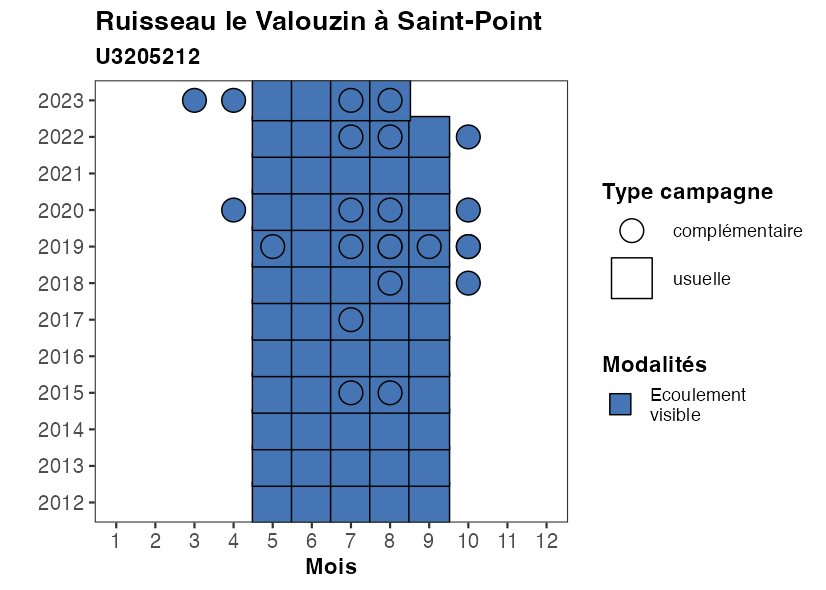 Ruisseau le Valouzin à Saint-Point
U3205212
2023
2022
2021
2020
2019
2018
2017
2016
2015
2014
2013
2012
1 2 3 4 5 6 7 8 9 10 11 12
Mois
Type campagne
complémentaire
usuelle
Modalités
Ecoulement
visible